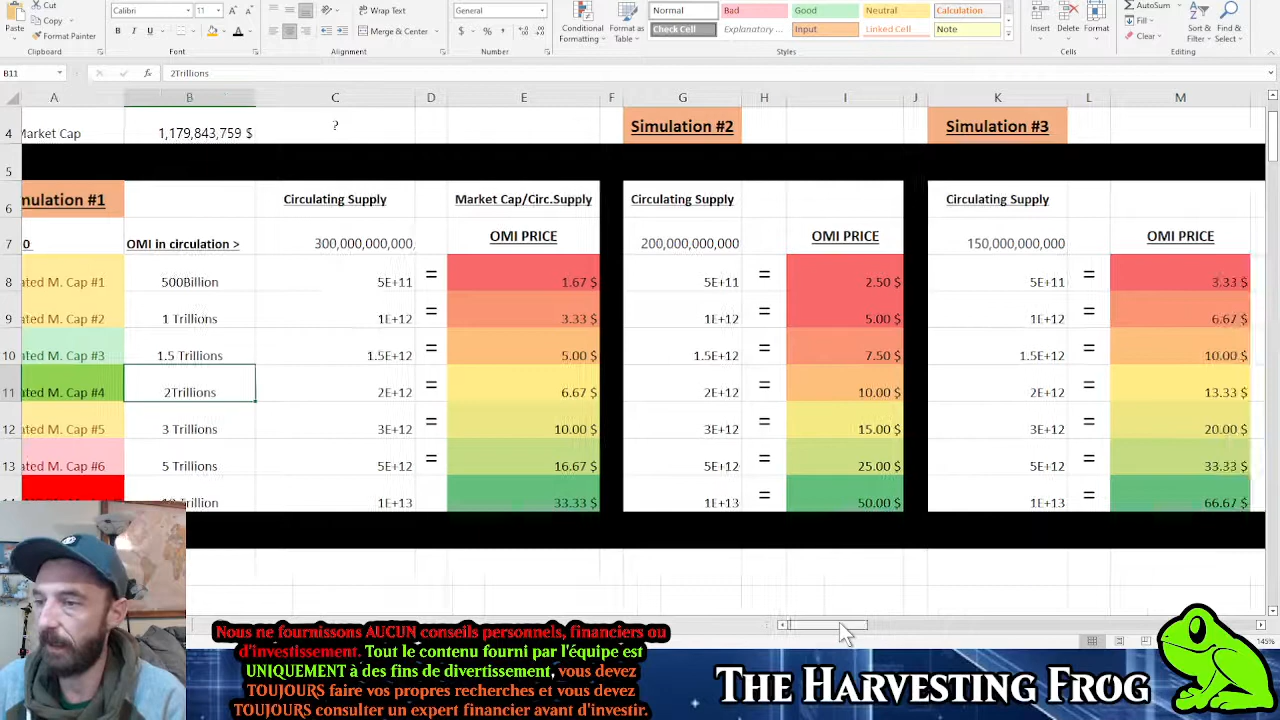 Cut
Copy
Format Painter
Clipboard
Calibri
11
B I U
Font
Wrap Text
Merge & Center
Alignment
General
$ %
Number
Conditional Formatting
Format as Table
Normal
Bad
Good
Neutral
Calculation
Check Cell
Explanatory ...
Input
Linked Cell
Note
Styles
Insert
Delete
Format
Cells
AutoSum
Fill
Clear
Sort & Filter
Find & Select
Editing
B11
fx
2Trillions
A B C D E F G H I J K L M
4 Market Cap 1,179,843,759 $ ? Simulation #2 Simulation #3
5
6 mulation #1 Circulating Supply Market Cap/Circ.Supply Circulating Supply Circulating Supply
7 0 OMI in circulation > 300,000,000,000 OMI PRICE 200,000,000,000 OMI PRICE 150,000,000,000 OMI PRICE
8 ated M. Cap #1 500Billion 5E+11 = 1.67 $ 5E+11 = 2.50 $ 5E+11 = 3.33 $
9 ated M. Cap #2 1 Trillions 1E+12 = 3.33 $ 1E+12 = 5.00 $ 1E+12 = 6.67 $
10 ated M. Cap #3 1.5 Trillions 1.5E+12 = 5.00 $ 1.5E+12 = 7.50 $ 1.5E+12 = 10.00 $
11 ated M. Cap #4 2Trillions 2E+12 = 6.67 $ 2E+12 = 10.00 $ 2E+12 = 13.33 $
12 ated M. Cap #5 3 Trillions 3E+12 = 10.00 $ 3E+12 = 15.00 $ 3E+12 = 20.00 $
13 ated M. Cap #6 5 Trillions 5E+12 = 16.67 $ 5E+12 = 25.00 $ 5E+12 = 33.33 $
Trillion 1E+13 33.33 $ 1E+13 = 50.00 $ 1E+13 = 66.67 $
145%
Nous ne fournissons AUCUN conseils personnels, financiers ou
d'investissement. Tout le contenu fourni par l'équipe est
UNIQUEMENT à des fins de divertissement, vous devez
TOUJOURS faire vos propres recherches et vous devez
TOUJOURS consulter un expert financier avant d'investir.
THE HARVESTING FROG